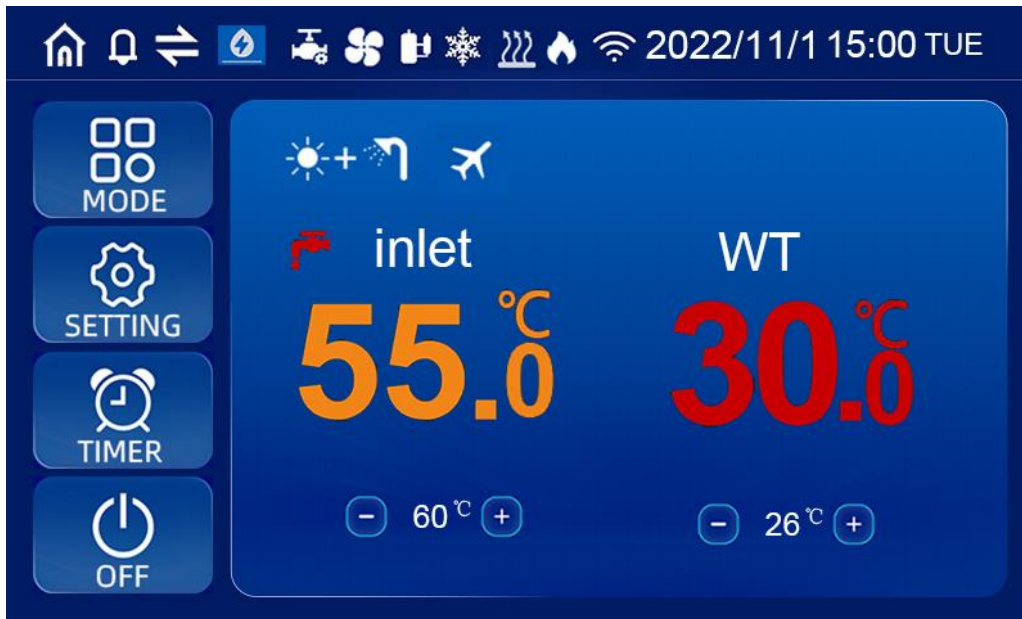 2022/11/1 15:00 TUE
MODE
SETTING
TIMER
OFF
inlet
WT
55.0℃
30.0℃
- 60℃ +
- 26℃ +